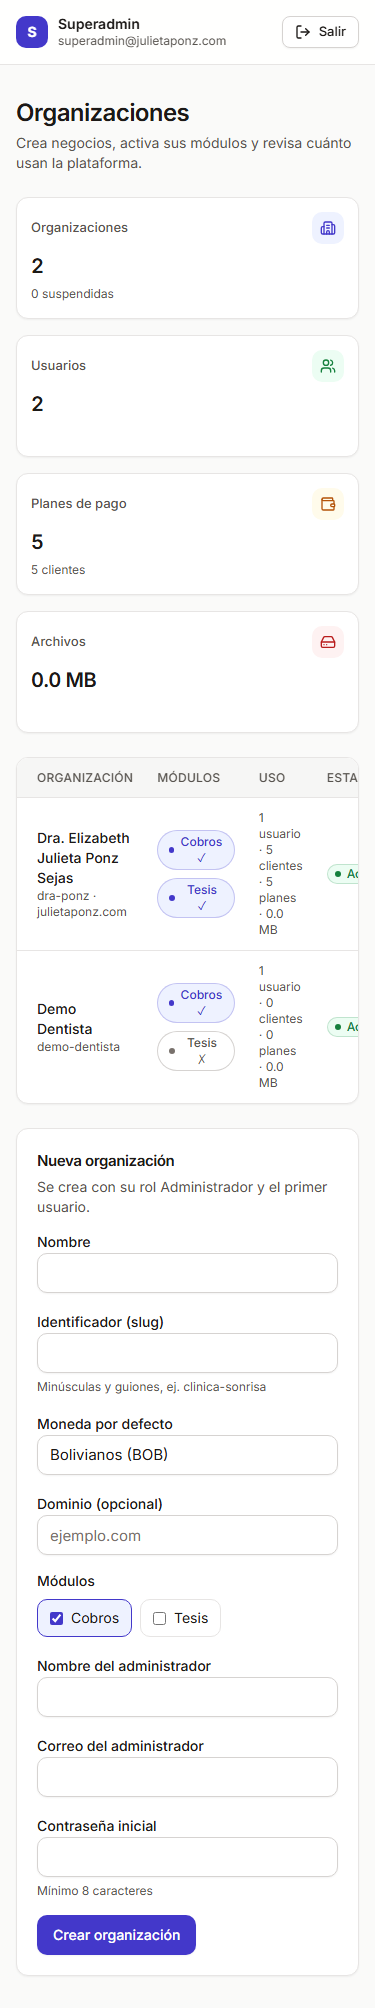 S
Superadmin
superadmin@julietaponz.com
Salir
Organizaciones
Crea negocios, activa sus módulos y revisa cuánto
usan la plataforma.
Organizaciones
2
0 suspendidas
Usuarios
2
Planes de pago
5
5 clientes
Archivos
0.0 MB
ORGANIZACIÓN MÓDULOS USO ESTA
Dra. Elizabeth
Julieta Ponz
Sejas
dra-ponz ·
julietaponz.com
Cobros
✓
Tesis
✓
1
usuario
· 5
clientes
· 5
planes
· 0.0
MB
Ac
Demo
Dentista
demo-dentista
Cobros
✓
Tesis
✗
1
usuario
· 0
clientes
· 0
planes
· 0.0
MB
Ac
Nueva organización
Se crea con su rol Administrador y el primer
usuario.
Nombre
Identificador (slug)
Minúsculas y guiones, ej. clinica-sonrisa
Moneda por defecto
Bolivianos (BOB)
Dominio (opcional)
ejemplo.com
Módulos
Cobros
Tesis
Nombre del administrador
Correo del administrador
Contraseña inicial
Mínimo 8 caracteres
Crear organización